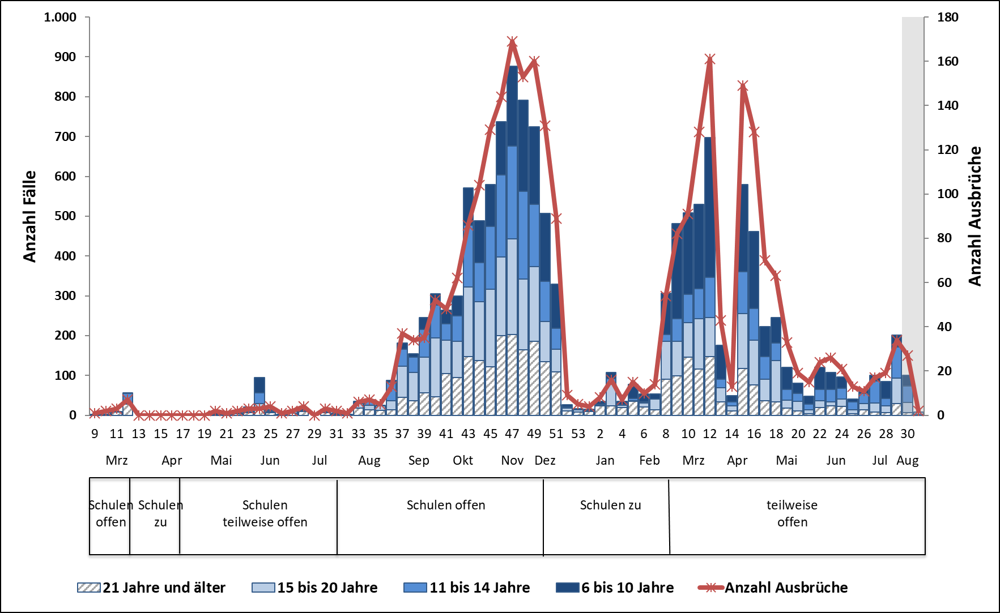 1.000
900
800
700
600
500
400
300
200
100
0
Anzahl Fälle
180
160
140
120
100
80
60
40
20
0
Anzahl Ausbrüche
9 11 13 15 17 19 21 23 25 27 29 31 33 35 37 39 41 43 45 47 49 51 53 2 4 6 8 10 12 14 16 18 20 22 24 26 28 30
Mrz Apr Mai Jun Jul Aug Sep Okt Nov Dez Jan Feb Mrz Apr Mai Jun Jul Aug
Schulen
offen
Schulen
zu
Schulen
teilweise offen
Schulen offen
Schulen zu
teilweise
offen
21 Jahre und älter 15 bis 20 Jahre 11 bis 14 Jahre 6 bis 10 Jahre Anzahl Ausbrüche